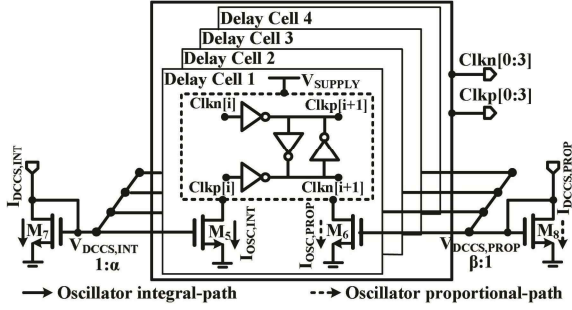 Delay Cell 4
Delay Cell 3
Delay Cell 2
Delay Cell 1
VSUPPLY
Clkn[i]
Clkp[i+1]
Clkp[i]
Clkn[i+1]
Clkn[0:3]
Clkp[0:3]
IDCCS,INT
M7
VDCCS,INT
1:α
M5
IOSC,INT
IOSC,PROP
M6
VDCCS,PROP
β:1
M8
IDCCS,PROP
Oscillator integral-path
Oscillator proportional-path